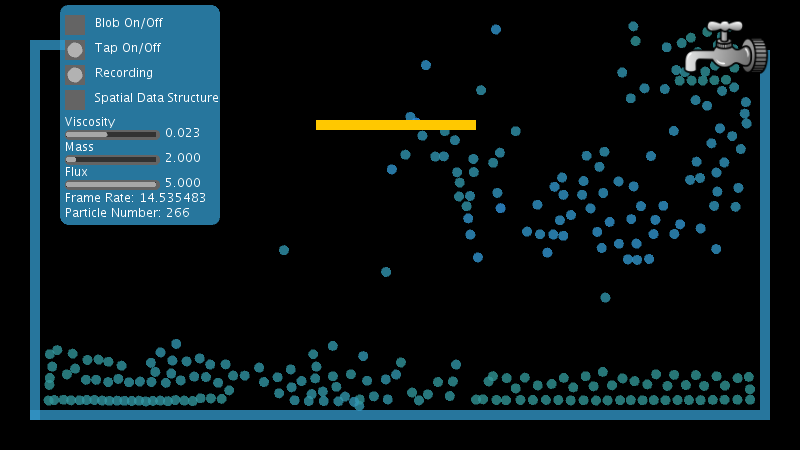 Blob On/Off
Tap On/Off
Recording
Spatial Data Structure
Viscosity
0.023
Mass
2.000
Flux
5.000
Frame Rate: 14.535483
Particle Number: 266